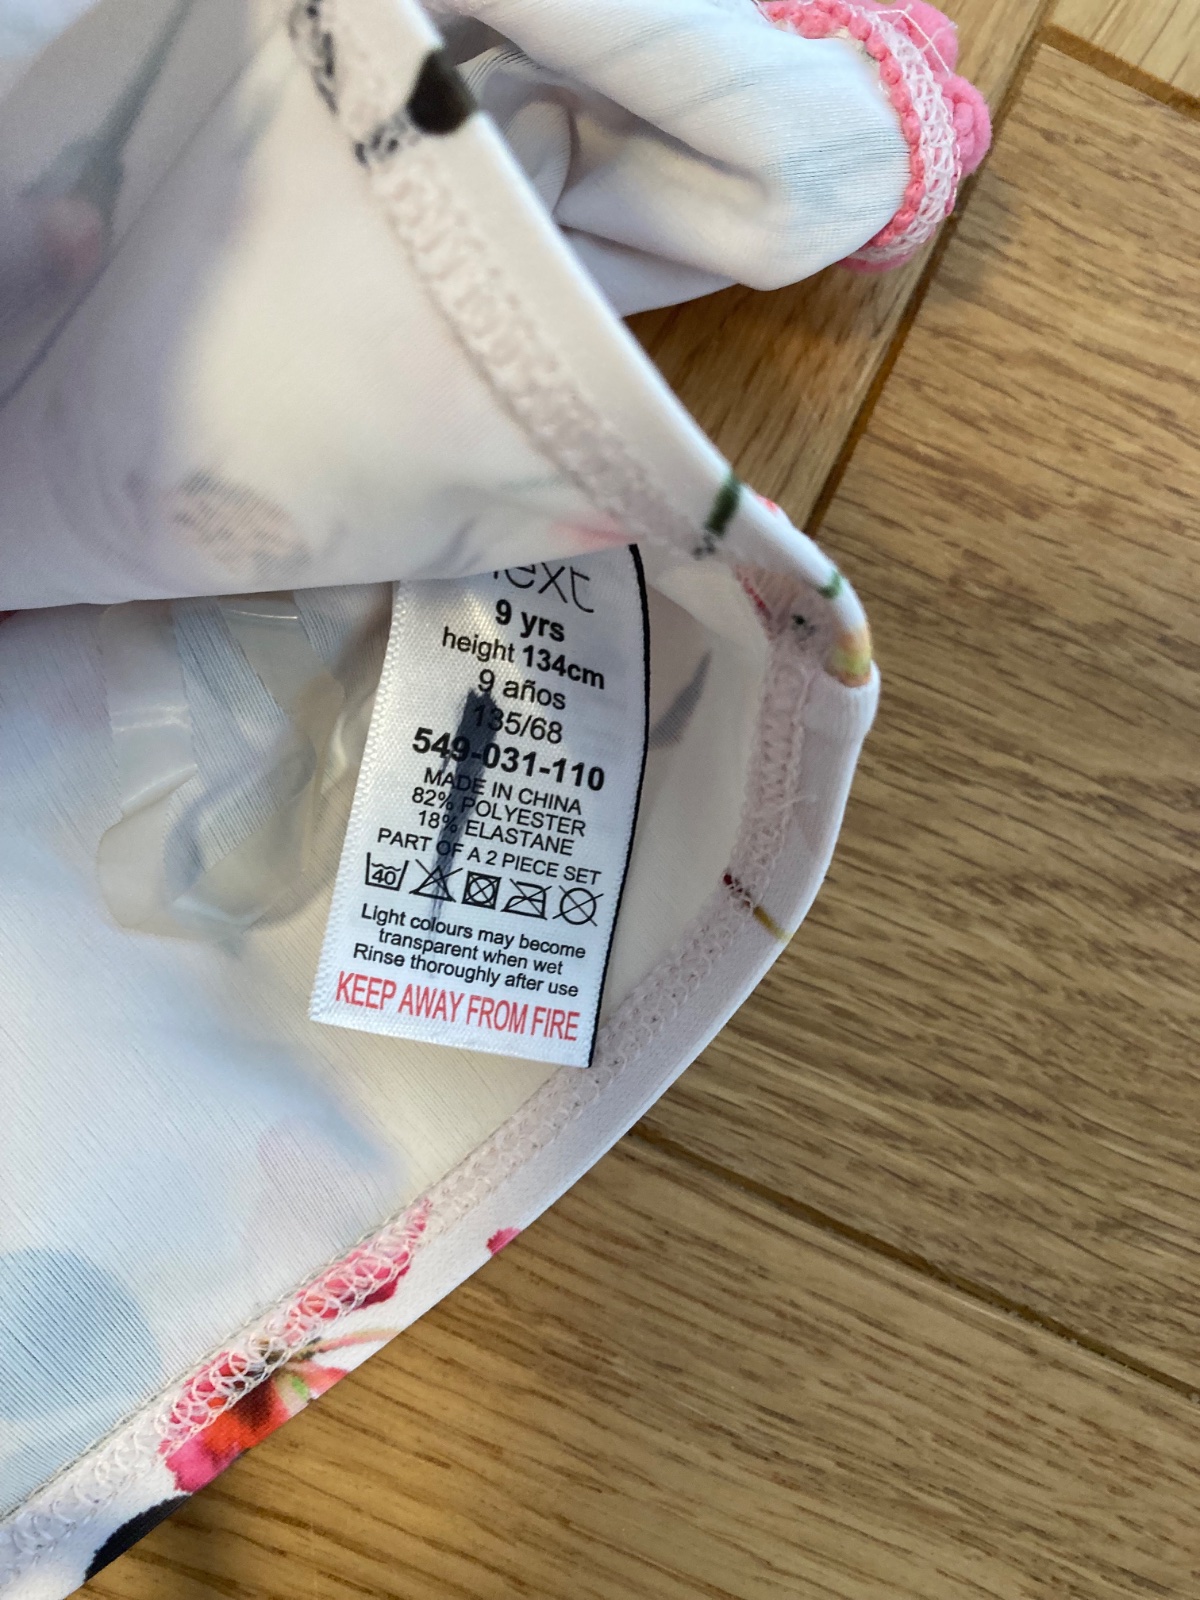 next
9 yrs
height 134cm
9 años
135/68
549-031-110
MADE IN CHINA
82% POLYESTER
18% ELASTANE
PART OF A 2 PIECE SET
40
Light colours may become
transparent when wet
Rinse thoroughly after use
KEEP AWAY FROM FIRE